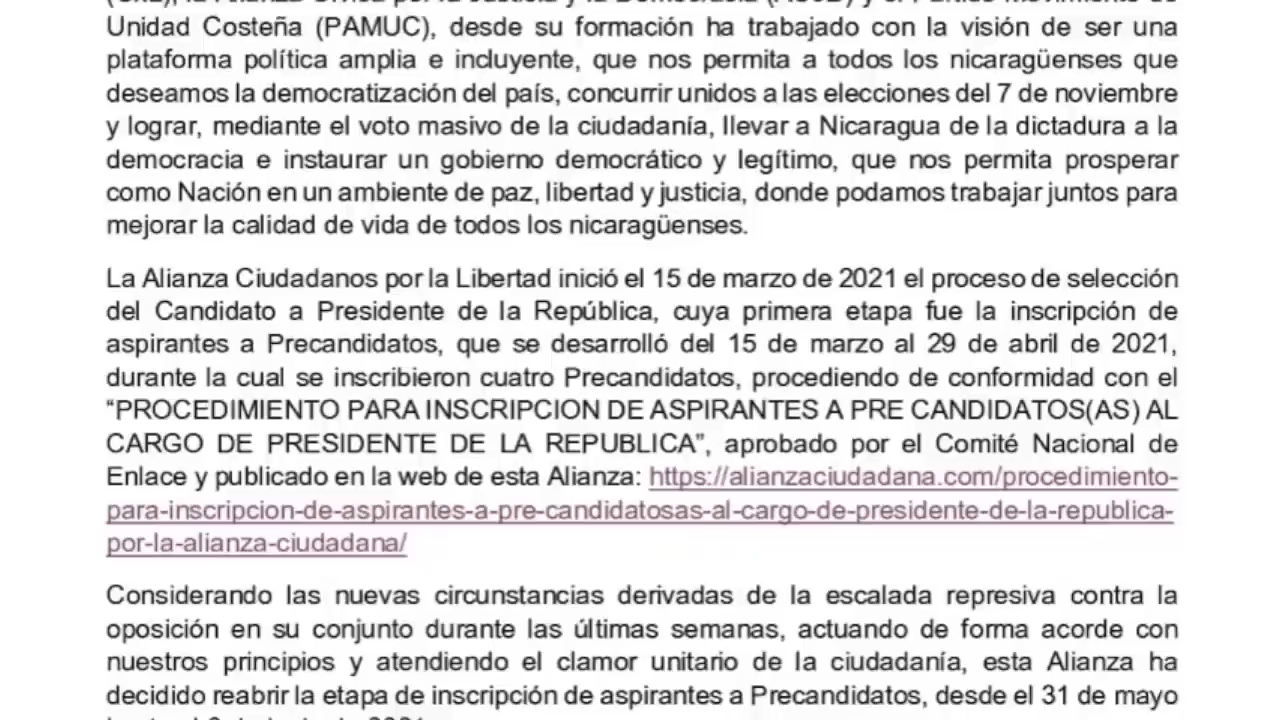 Unidad Costeña (PAMUC), desde su formación ha trabajado con la visión de ser una
plataforma política amplia e incluyente, que nos permita a todos los nicaragüenses que
deseamos la democratización del país, concurrir unidos a las elecciones del 7 de noviembre
y lograr, mediante el voto masivo de la ciudadanía, llevar a Nicaragua de la dictadura a la
democracia e instaurar un gobierno democrático y legítimo, que nos permita prosperar
como Nación en un ambiente de paz, libertad y justicia, donde podamos trabajar juntos para
mejorar la calidad de vida de todos los nicaragüenses.
La Alianza Ciudadanos por la Libertad inició el 15 de marzo de 2021 el proceso de selección
del Candidato a Presidente de la República, cuya primera etapa fue la inscripción de
aspirantes a Precandidatos, que se desarrolló del 15 de marzo al 29 de abril de 2021,
durante la cual se inscribieron cuatro Precandidatos, procediendo de conformidad con el
“PROCEDIMIENTO PARA INSCRIPCION DE ASPIRANTES A PRE CANDIDATOS(AS) AL
CARGO DE PRESIDENTE DE LA REPUBLICA”, aprobado por el Comité Nacional de
Enlace y publicado en la web de esta Alianza: https://alianzaciudadana.com/procedimiento-
para-inscripcion-de-aspirantes-a-pre-candidatosas-al-cargo-de-presidente-de-la-republica-
por-la-alianza-ciudadana/
Considerando las nuevas circunstancias derivadas de la escalada represiva contra la
oposición en su conjunto durante las últimas semanas, actuando de forma acorde con
nuestros principios y atendiendo el clamor unitario de la ciudadanía, esta Alianza ha
decidido reabrir la etapa de inscripción de aspirantes a Precandidatos, desde el 31 de mayo